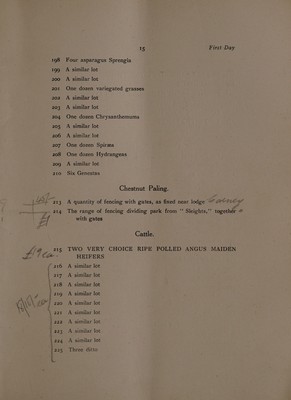 15 First Day
198 Four asparagus Sprengla
199 A similar lot
200 A similar lot
201 One dozen variegated grasses
202 A similar lot
203 A similar lot
204 One dozen Chrysanthemums
205 A similar lot
206 A similar lot
207 One dozen Spiræa
208 One dozen Hydrangeas
209 A similar lot
210 Six Genestas
Chestnut Paling.
213 A quantity of fencing with gates, as fixed near lodge
214 The range of fencing dividing park from "Sleights," together
with gates
Cattle.
£9 ea.
215 TWO VERY CHOICE RIPE POLLED ANGUS MAIDEN
HEIFERS
216 A similar lot
217 A similar lot
218 A similar lot
219 A similar lot
220 A similar lot
221 A similar lot
222 A similar lot
223 A similar lot
224 A similar lot
225 Three ditto